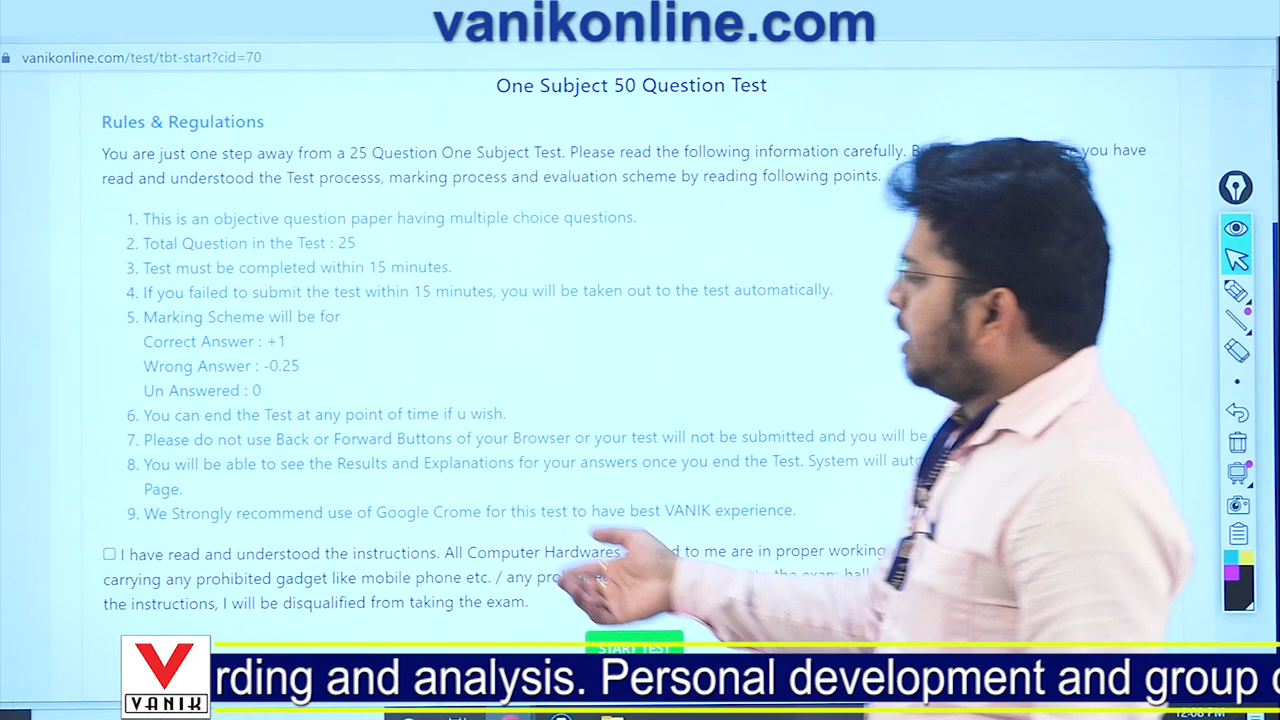 vanikonline.com
vanikonline.com/test/tbt-start?cid=70
One Subject 50 Question Test
Rules & Regulations
You are just one step away from a 25 Question One Subject Test. Please read the following information carefully. you have
read and understood the Test processs, marking process and evaluation scheme by reading following points.
1. This is an objective question paper having multiple choice questions.
2. Total Question in the Test : 25
3. Test must be completed within 15 minutes.
4. If you failed to submit the test within 15 minutes, you will be taken out to the test automatically.
5. Marking Scheme will be for
Correct Answer : +1
Wrong Answer : -0.25
Un Answered : 0
6. You can end the Test at any point of time if u wish.
7. Please do not use Back or Forward Buttons of your Browser or your test will not be submitted and you will be
8. You will be able to see the Results and Explanations for your answers once you end the Test. System will
Page.
9. We Strongly recommend use of Google Crome for this test to have best VANIK experience.
I have read and understood the instructions. All Computer Hardwares to me are in proper working
carrying any prohibited gadget like mobile phone etc. / any the exam hall
the instructions, I will be disqualified from taking the exam.
START TEST
VANIK
rding and analysis. Personal development and group
12:08 PM